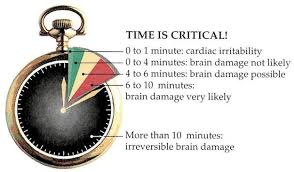 TIME IS CRITICAL!
0 to 1 minute: cardiac irritability
0 to 4 minutes: brain damage not likely
4 to 6 minutes: brain damage possible
6 to 10 minutes:
brain damage very likely
More than 10 minutes:
irreversible brain damage